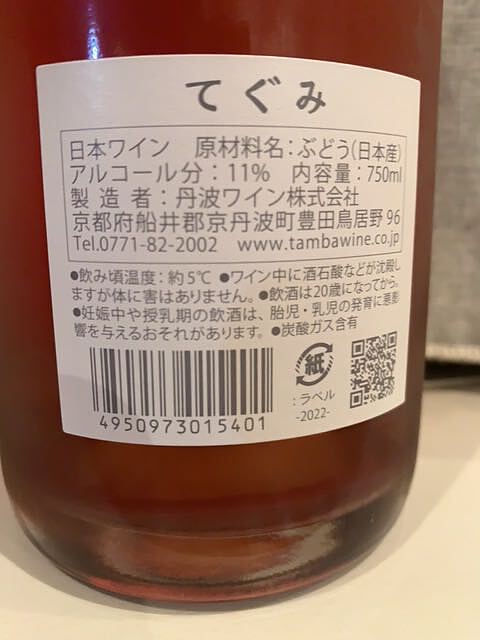 てぐみ
日本ワイン 原材料名：ぶどう（日本産）
アルコール分：11% 内容量：750ml
製造者：丹波ワイン株式会社
京都府船井郡京丹波町豊田鳥居野 96
Tel.0771-82-2002 www.tambawine.co.jp
●飲み頃温度：約5℃ ●ワイン中に酒石酸などが沈殿し
ますが体に害はありません。●飲酒は20歳になってから。
●妊娠中や授乳期の飲酒は、胎児・乳児の発育に悪影
響を与えるおそれがあります。 ●炭酸ガス含有
紙
：ラベル
-2022-
4950973015401